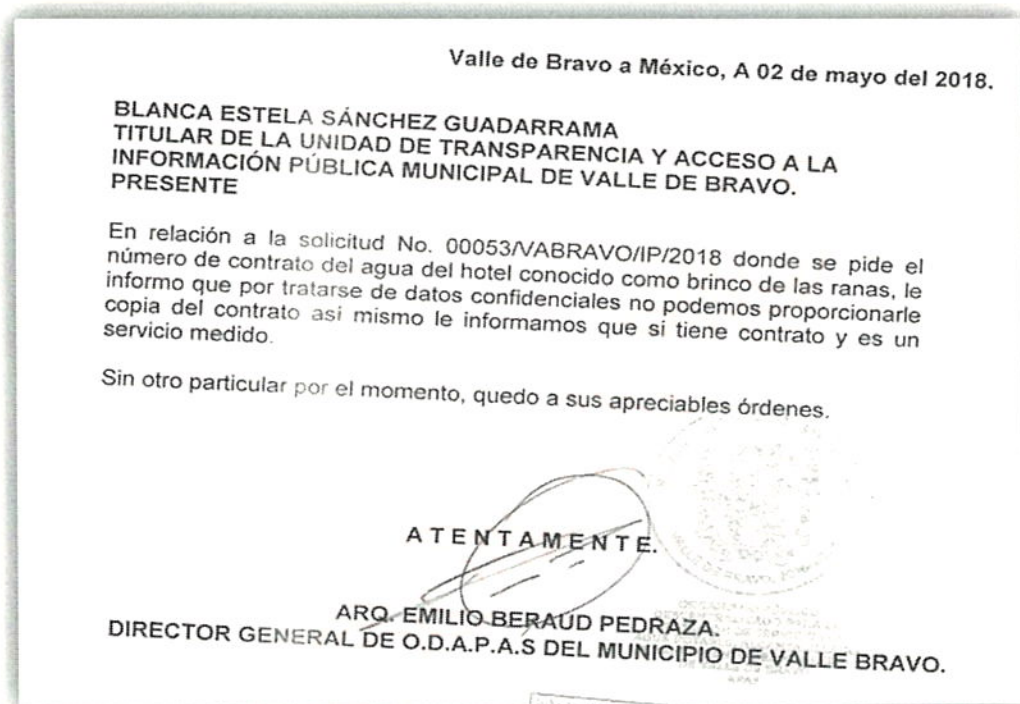 Valle de Bravo a México, A 02 de mayo del 2018.
BLANCA ESTELA SÁNCHEZ GUADARRAMA
TITULAR DE LA UNIDAD DE TRANSPARENCIA Y ACCESO A LA
INFORMACIÓN PÚBLICA MUNICIPAL DE VALLE DE BRAVO.
PRESENTE
En relación a la solicitud No. 00053/VABRAVO/IP/2018 donde se pide el
número de contrato del agua del hotel conocido como brinco de las ranas, le
informo que por tratarse de datos confidenciales no podemos proporcionarle
copia del contrato asi mismo le informamos que si tiene contrato y es un
servicio medido.
Sin otro particular por el momento, quedo a sus apreciables órdenes.
A T E N T A M E N T E.
ARQ. EMILIO BERAUD PEDRAZA.
DIRECTOR GENERAL DE O.D.A.P.A.S DEL MUNICIPIO DE VALLE BRAVO.